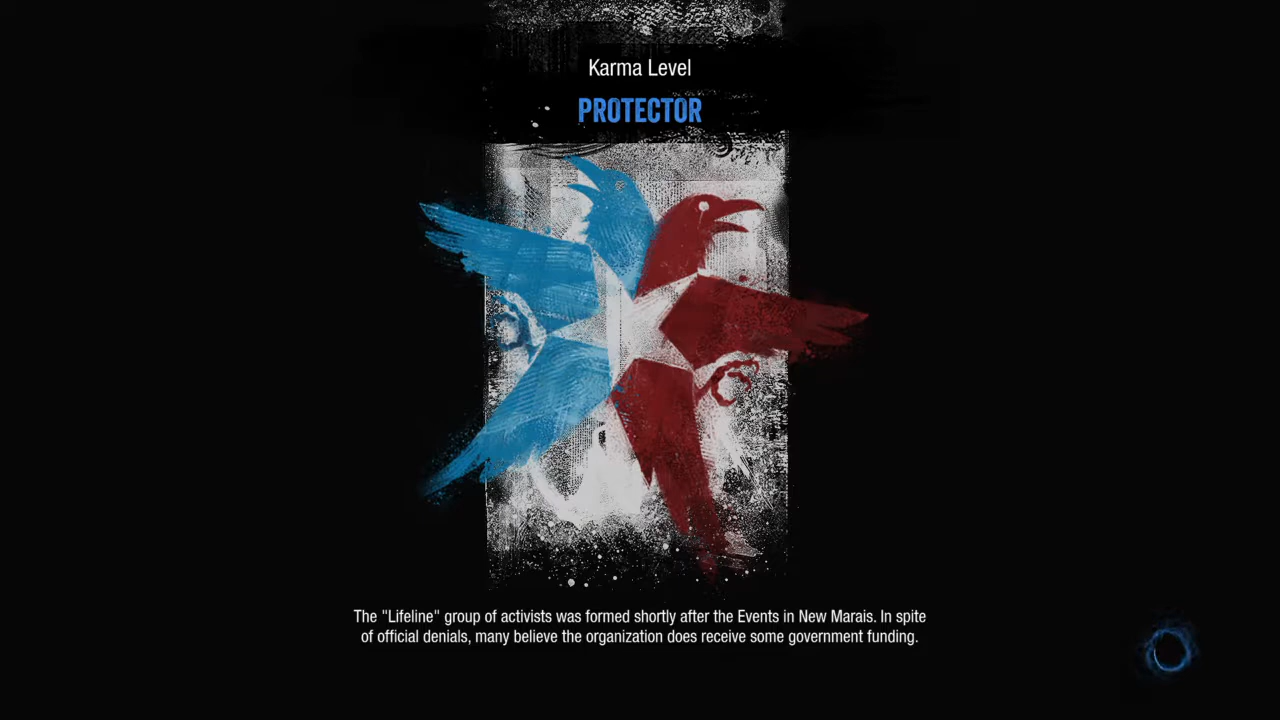 Karma Level
PROTECTOR
The "Lifeline" group of activists was formed shortly after the Events in New Marais. In spite
of official denials, many believe the organization does receive some government funding.